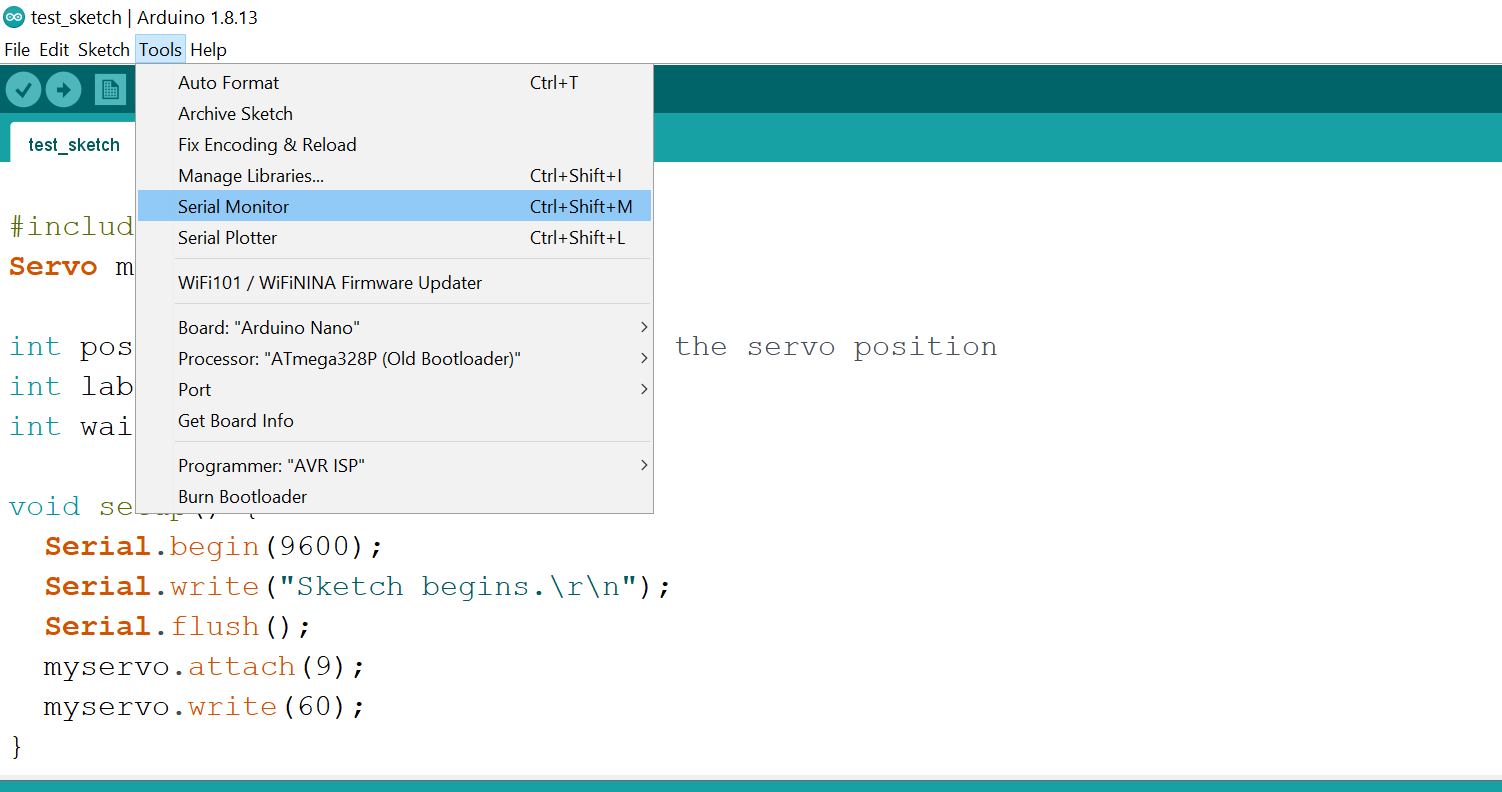 test_sketch | Arduino 1.8.13
File Edit Sketch Tools Help
Auto Format Ctrl+T
Archive Sketch
Fix Encoding & Reload
Manage Libraries... Ctrl+Shift+I
Serial Monitor Ctrl+Shift+M
Serial Plotter Ctrl+Shift+L
WiFi101 / WiFiNINA Firmware Updater
Board: "Arduino Nano"
Processor: "ATmega328P (Old Bootloader)"
Port
Get Board Info
Programmer: "AVR ISP"
Burn Bootloader
test_sketch
#includ
Servo m
int pos the servo position
int lab
int wai
void
Serial.begin(9600);
Serial.write("Sketch begins.\r\n");
Serial.flush();
myservo.attach(9);
myservo.write(60);
}